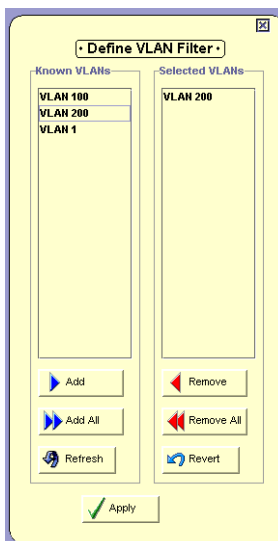 · Define VLAN Filter ·
Known VLANs
VLAN 100
VLAN 200
VLAN 1
Add
Add All
Refresh
Selected VLANs
VLAN 200
Remove
Remove All
Revert
Apply